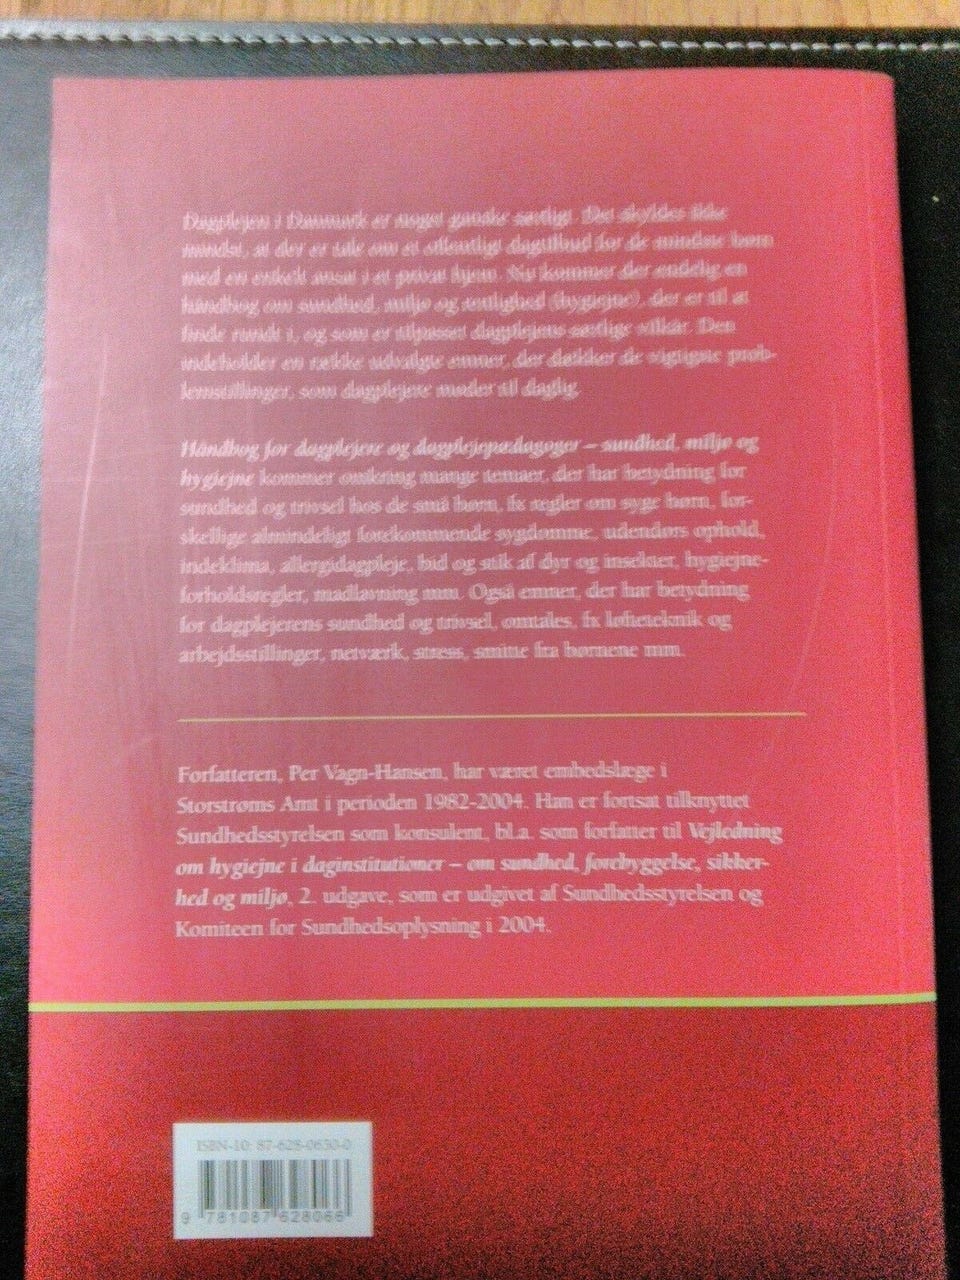 Dagplejen i Danmark er noget ganske særligt. Det skyldes ikke
mindst, at der er tale om et offentligt dagtilbud for de mindste børn
med en enkelt ansat i et privat hjem. Nu kommer der endelig en
håndbog om sundhed, miljø og renlighed (hygiejne), der er til at
finde rundt i, og som er tilpasset dagplejens særlige vilkår. Den
indeholder en række udvalgte emner, der dækker de vigtigste prob-
lemstillinger, som dagplejere møder til daglig.
Håndbog for dagplejere og dagplejepædagoger – sundhed, miljø og
hygiejne kommer omkring mange temaer, der har betydning for
sundhed og trivsel hos de små børn, fx regler om syge børn, for-
skellige almindeligt forekommende sygdomme, udendørs ophold,
indeklima, allergidagpleje, bid og stik af dyr og insekter, hygiejne-
forholdsregler, madlavning mm. Også emner, der har betydning
for dagplejerens sundhed og trivsel, omtales, fx løfteteknik og
arbejdsstillinger, netværk, stress, smitte fra børnene mm.
Forfatteren, Per Vagn-Hansen, har været embedslæge i
Storstrøms Amt i perioden 1982-2004. Han er fortsat tilknyttet
Sundhedsstyrelsen som konsulent, bl.a. som forfatter til Vejledning
om hygiejne i daginstitutioner – om sundhed, forebyggelse, sikker-
hed og miljø, 2. udgave, som er udgivet af Sundhedsstyrelsen og
Komiteen for Sundhedsoplysning i 2004.
ISBN-10: 87-628-0630-0